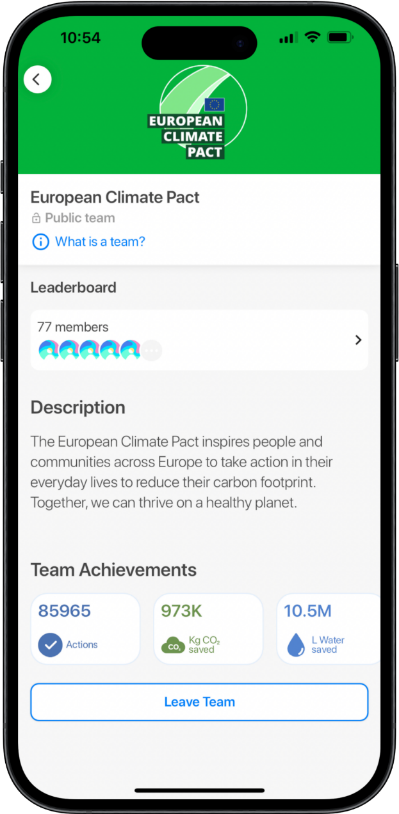 10:54
EUROPEAN
CLIMATE
PACT
European Climate Pact
Public team
What is a team?
Leaderboard
77 members
Description
The European Climate Pact inspires people and
communities across Europe to take action in their
everyday lives to reduce their carbon footprint.
Together, we can thrive on a healthy planet.
Team Achievements
85965
Actions
973K
CO₂
Kg CO₂
saved
10.5M
L Water
saved
Leave Team